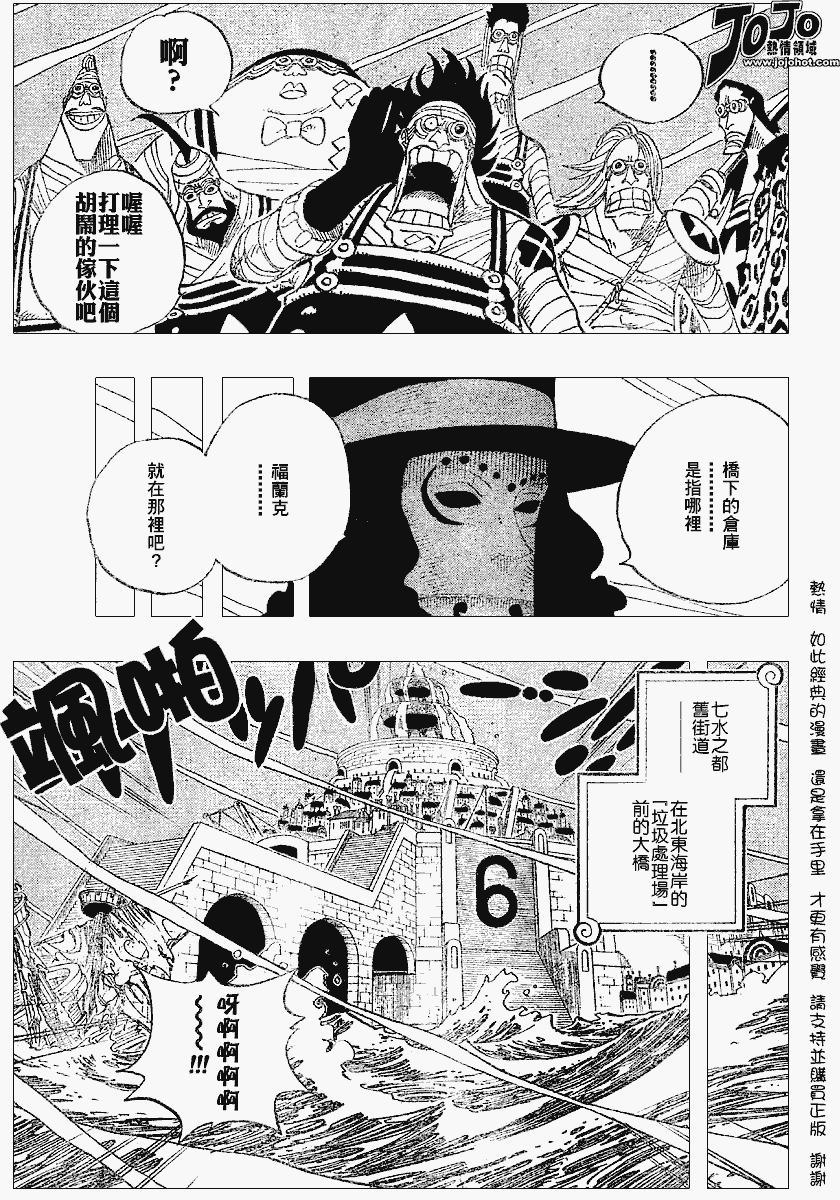 JOJO
熱情領域
www.jojohot.com
…………
啊？
喔喔
打理一下這個
胡鬧的傢伙吧
橋下的倉庫
…………
是指哪裡
福蘭克
…………
就在那裡吧？
七水之都
舊街道
——
在北東海岸的
「垃圾處理場」
前的大橋
颯啪
6
呀啊啊啊啊
～～～!!!
熱情 如此經典的漫畫 還是拿在手里 才更有感覺 請支持並購買正版 謝謝